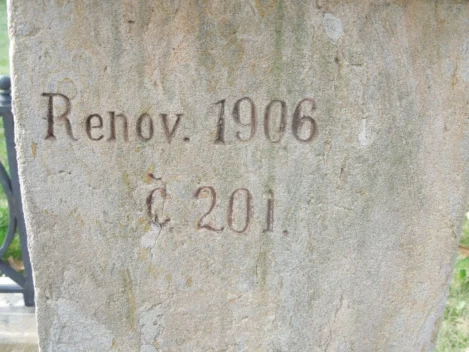 Renov. 1906
Č. 201.